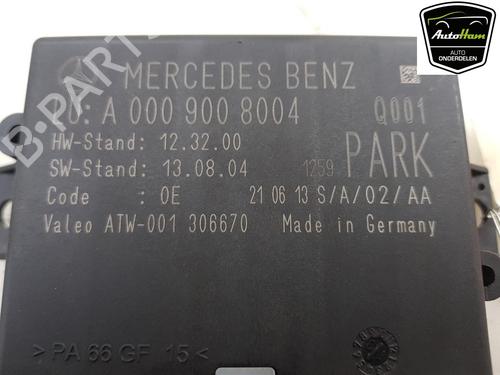 AutoHam
AUTO
ONDERDELEN
MERCEDES BENZ
A 000 900 8004 Q001
HW-Stand: 12.32.00
SW-Stand: 13.08.04 1259 PARK
Code : 0E 21 06 13 S/A/02/AA
Valeo ATW-001 306670 Made in Germany
>PA 66 GF 15<